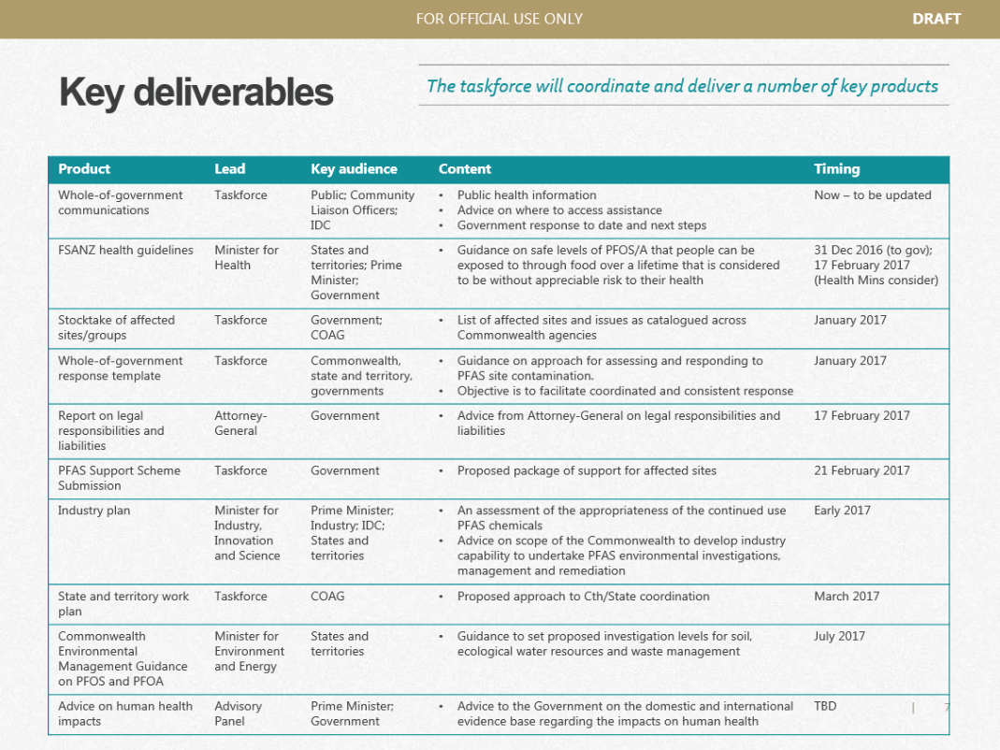 FOR OFFICIAL USE ONLY
DRAFT
Key deliverables
The taskforce will coordinate and deliver a number of key products
Product Lead Key audience Content Timing
Whole-of-government Taskforce Public; Community • Public health information Now – to be updated
communications Liaison Officers; • Advice on where to access assistance
IDC • Government response to date and next steps
FSANZ health guidelines Minister for States and • Guidance on safe levels of PFOS/A that people can be 31 Dec 2016 (to gov);
Health territories; Prime exposed to through food over a lifetime that is considered 17 February 2017
Minister; to be without appreciable risk to their health (Health Mins consider)
Government
Stocktake of affected Taskforce Government; • List of affected sites and issues as catalogued across January 2017
sites/groups COAG Commonwealth agencies
Whole-of-government Taskforce Commonwealth, • Guidance on approach for assessing and responding to January 2017
response template state and territory, PFAS site contamination.
governments • Objective is to facilitate coordinated and consistent response
Report on legal Attorney- Government • Advice from Attorney-General on legal responsibilities and 17 February 2017
responsibilities and General liabilities
liabilities
PFAS Support Scheme Taskforce Government • Proposed package of support for affected sites 21 February 2017
Submission
Industry plan Minister for Prime Minister; • An assessment of the appropriateness of the continued use Early 2017
Industry, Industry; IDC; PFAS chemicals
Innovation States and • Advice on scope of the Commonwealth to develop industry
and Science territories capability to undertake PFAS environmental investigations,
management and remediation
State and territory work Taskforce COAG • Proposed approach to Cth/State coordination March 2017
plan
Commonwealth Minister for States and • Guidance to set proposed investigation levels for soil, July 2017
Environmental Environment territories ecological water resources and waste management
Management Guidance and Energy
on PFOS and PFOA
Advice on human health Advisory Prime Minister; • Advice to the Government on the domestic and international TBD | 7
impacts Panel Government evidence base regarding the impacts on human health